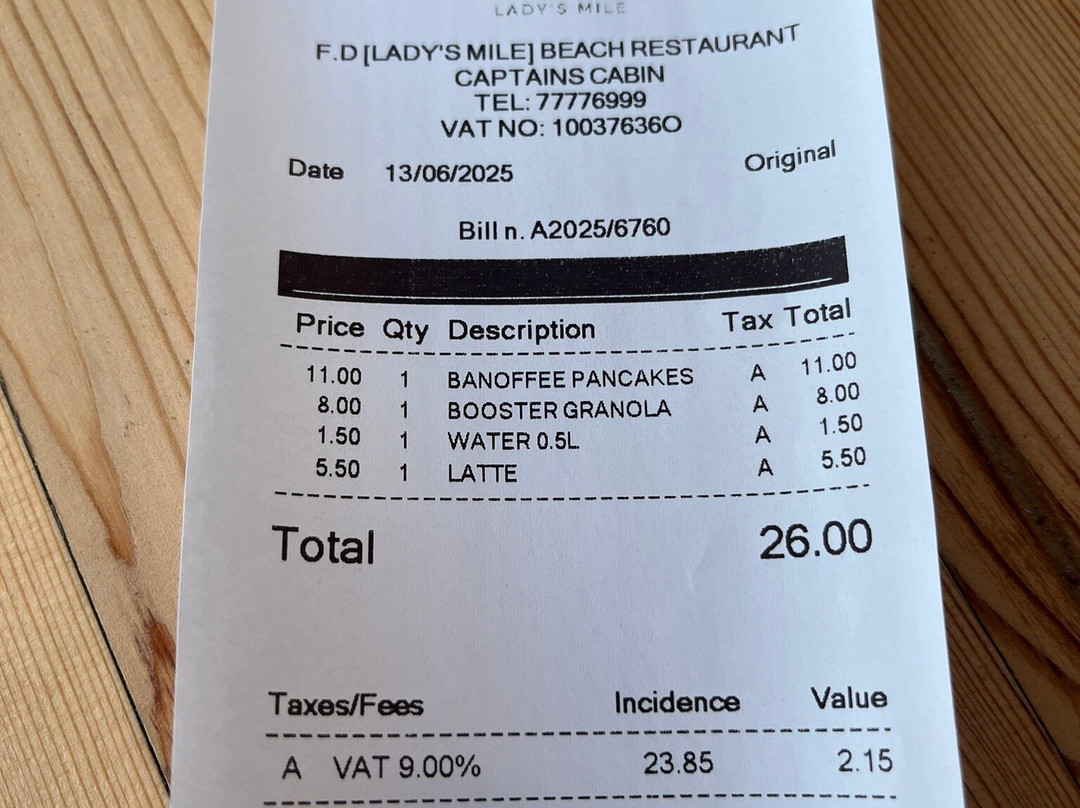 LADY'S MILE
F.D [LADY'S MILE] BEACH RESTAURANT
CAPTAINS CABIN
TEL: 77776999
VAT NO: 10037636O
Date 13/06/2025 Original
Bill n. A2025/6760
Price Qty Description Tax Total
11.00 1 BANOFFEE PANCAKES A 11.00
8.00 1 BOOSTER GRANOLA A 8.00
1.50 1 WATER 0.5L A 1.50
5.50 1 LATTE A 5.50
Total 26.00
Taxes/Fees Incidence Value
A VAT 9.00% 23.85 2.15